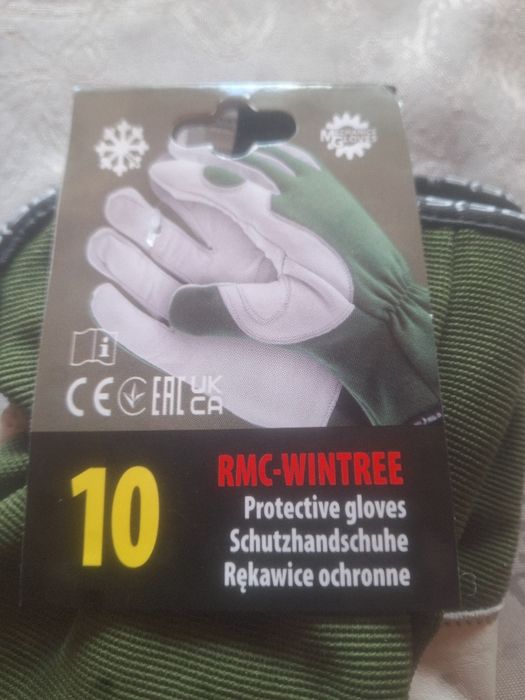 CE EAC UK
CA
10
RMC-WINTREE
Protective gloves
Schutzhandschuhe
Rękawice ochronne